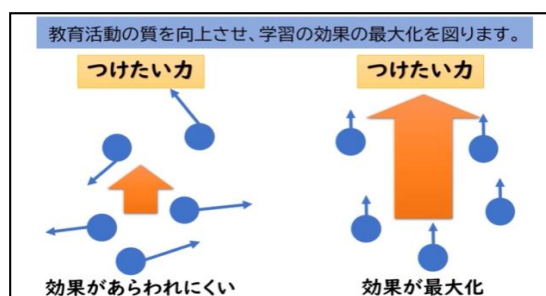 教育活動の質を向上させ、学習の効果の最大化を図ります。
つけたい力
つけたい力
効果があらわれにくい
効果が最大化